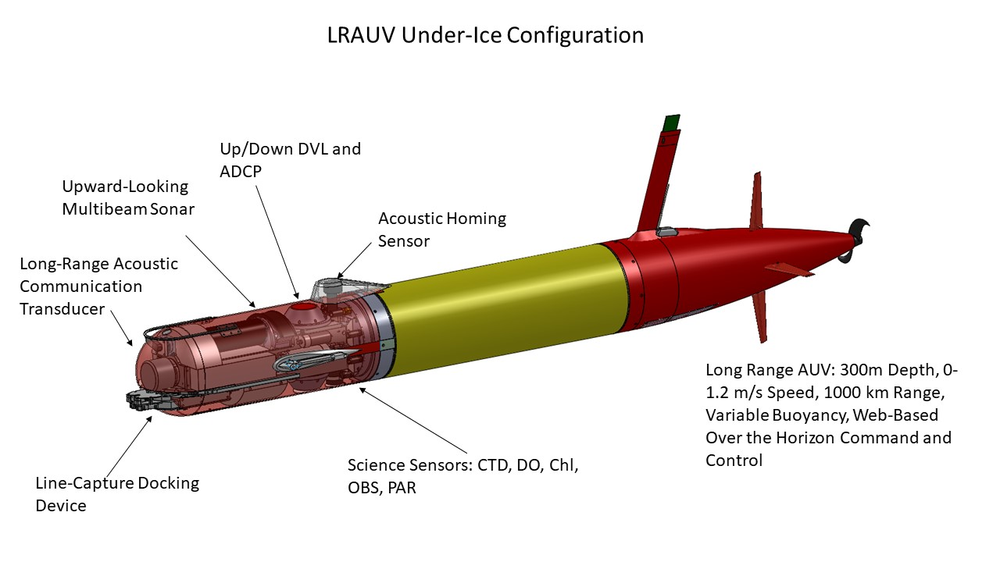 LRAUV Under-Ice Configuration
Up/Down DVL and
ADCP
Upward-Looking
Multibeam Sonar
Acoustic Homing
Sensor
Long-Range Acoustic
Communication
Transducer
Long Range AUV: 300m Depth, 0-
1.2 m/s Speed, 1000 km Range,
Variable Buoyancy, Web-Based
Over the Horizon Command and
Control
Science Sensors: CTD, DO, Chl,
OBS, PAR
Line-Capture Docking
Device